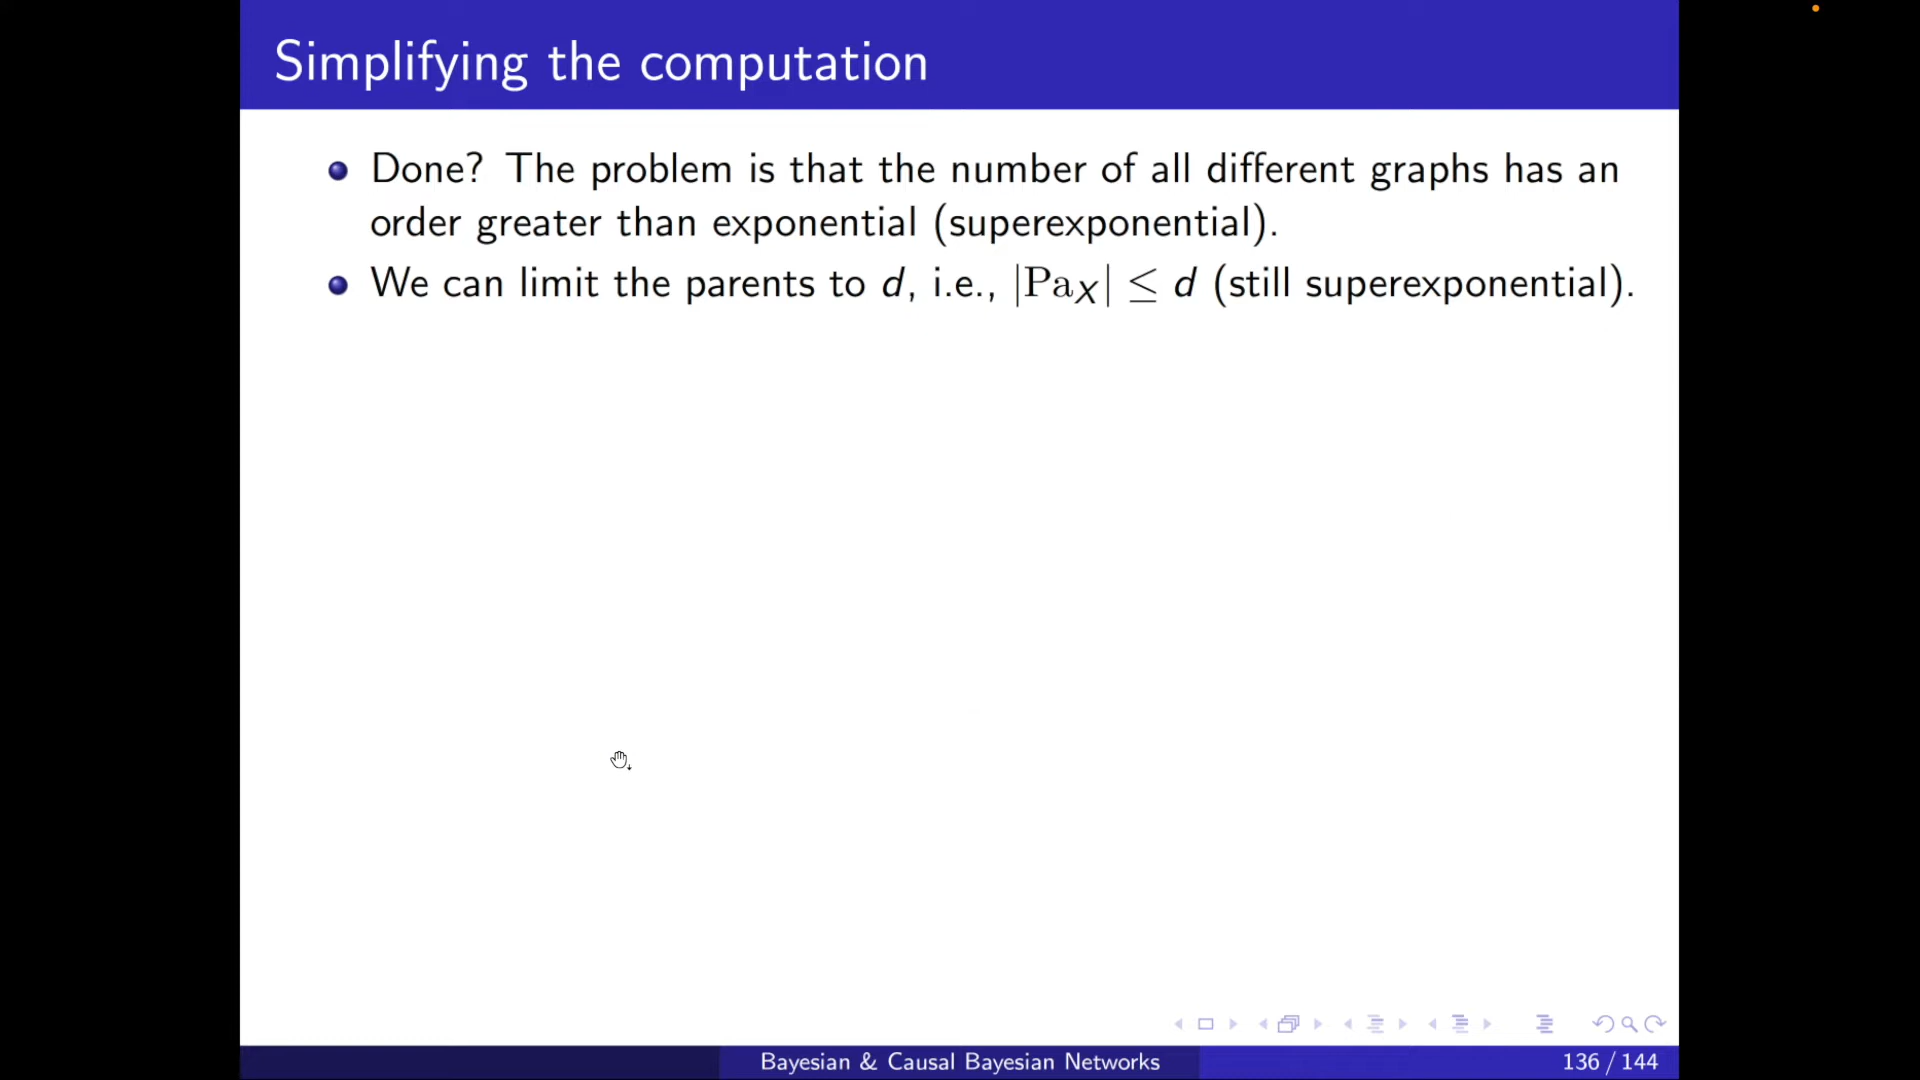 Simplifying the computation
Done? The problem is that the number of all different graphs has an
order greater than exponential (superexponential).
We can limit the parents to d, i.e., |Pa_X| ≤ d (still superexponential).
Bayesian & Causal Bayesian Networks
136 / 144